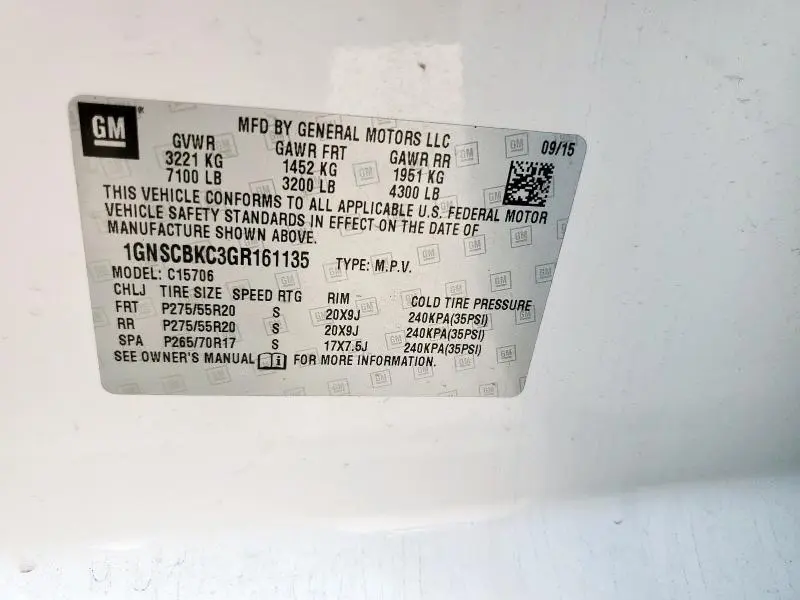 GM
MFD BY GENERAL MOTORS LLC 09/15
GVWR GAWR FRT GAWR RR
3221 KG 1452 KG 1951 KG
7100 LB 3200 LB 4300 LB
THIS VEHICLE CONFORMS TO ALL APPLICABLE U.S. FEDERAL MOTOR
VEHICLE SAFETY STANDARDS IN EFFECT ON THE DATE OF
MANUFACTURE SHOWN ABOVE.
1GNSCBKC3GR161135 TYPE: M.P.V.
MODEL: C15706
CHLJ TIRE SIZE SPEED RTG RIM COLD TIRE PRESSURE
FRT P275/55R20 S 20X9J 240KPA(35PSI)
RR P275/55R20 S 20X9J 240KPA(35PSI)
SPA P265/70R17 S 17X7.5J 240KPA(35PSI)
SEE OWNER'S MANUAL FOR MORE INFORMATION.